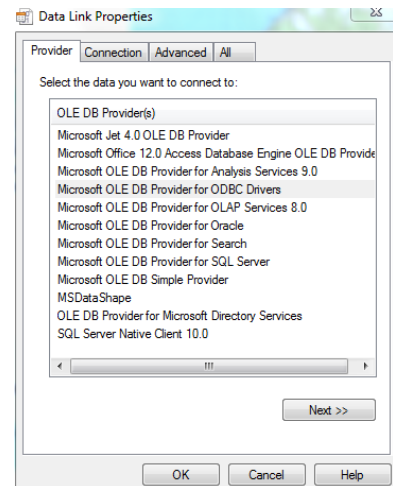 Data Link Properties
Provider Connection Advanced All
Select the data you want to connect to:
OLE DB Provider(s)
Microsoft Jet 4.0 OLE DB Provider
Microsoft Office 12.0 Access Database Engine OLE DB Provide
Microsoft OLE DB Provider for Analysis Services 9.0
Microsoft OLE DB Provider for ODBC Drivers
Microsoft OLE DB Provider for OLAP Services 8.0
Microsoft OLE DB Provider for Oracle
Microsoft OLE DB Provider for Search
Microsoft OLE DB Provider for SQL Server
Microsoft OLE DB Simple Provider
MSDataShape
OLE DB Provider for Microsoft Directory Services
SQL Server Native Client 10.0
Next >>
OK Cancel Help